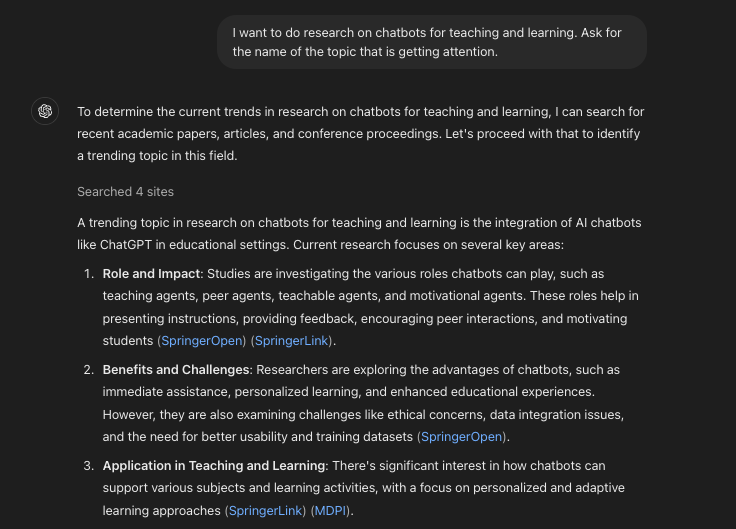 I want to do research on chatbots for teaching and learning. Ask for
the name of the topic that is getting attention.
To determine the current trends in research on chatbots for teaching and learning, I can search for
recent academic papers, articles, and conference proceedings. Let's proceed with that to identify
a trending topic in this field.
Searched 4 sites
A trending topic in research on chatbots for teaching and learning is the integration of AI chatbots
like ChatGPT in educational settings. Current research focuses on several key areas:
1. Role and Impact: Studies are investigating the various roles chatbots can play, such as
teaching agents, peer agents, teachable agents, and motivational agents. These roles help in
presenting instructions, providing feedback, encouraging peer interactions, and motivating
students (SpringerOpen) (SpringerLink).
2. Benefits and Challenges: Researchers are exploring the advantages of chatbots, such as
immediate assistance, personalized learning, and enhanced educational experiences.
However, they are also examining challenges like ethical concerns, data integration issues,
and the need for better usability and training datasets (SpringerOpen).
3. Application in Teaching and Learning: There's significant interest in how chatbots can
support various subjects and learning activities, with a focus on personalized and adaptive
learning approaches (SpringerLink) (MDPI).